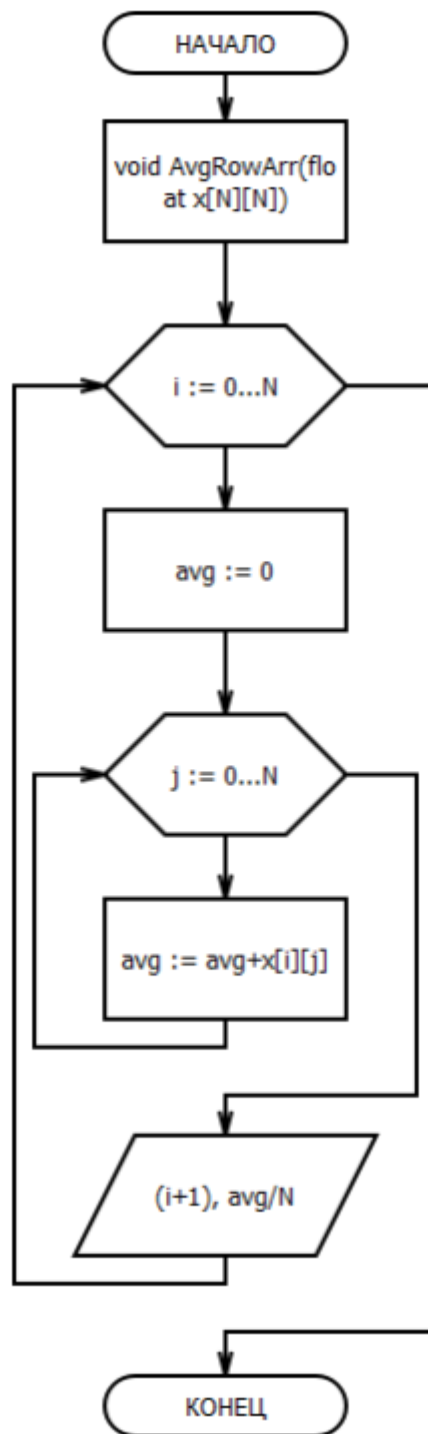 НАЧАЛО
void AvgRowArr(flo
at x[N][N])
i := 0...N
avg := 0
j := 0...N
avg := avg+x[i][j]
(i+1), avg/N
КОНЕЦ